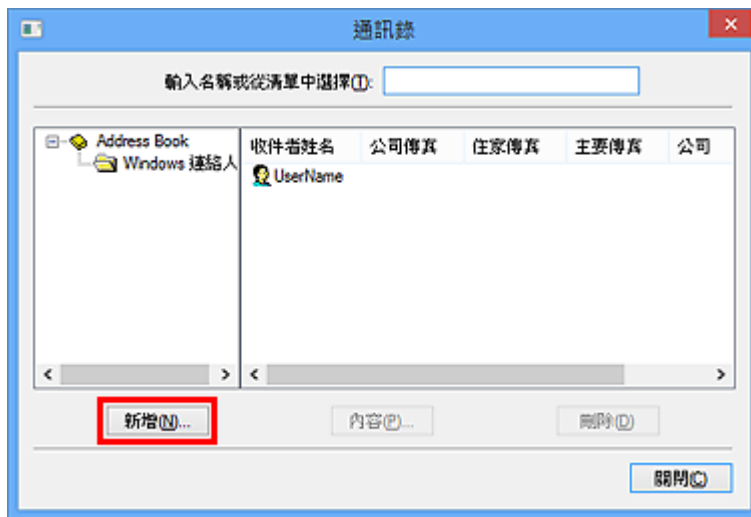 通訊錄
輸入名稱或從清單中選擇(T):
Address Book
Windows 連絡人
收件者姓名 公司傳真 住家傳真 主要傳真 公司
UserName
新增(N)... 內容(P)... 刪除(D)
關閉(C)